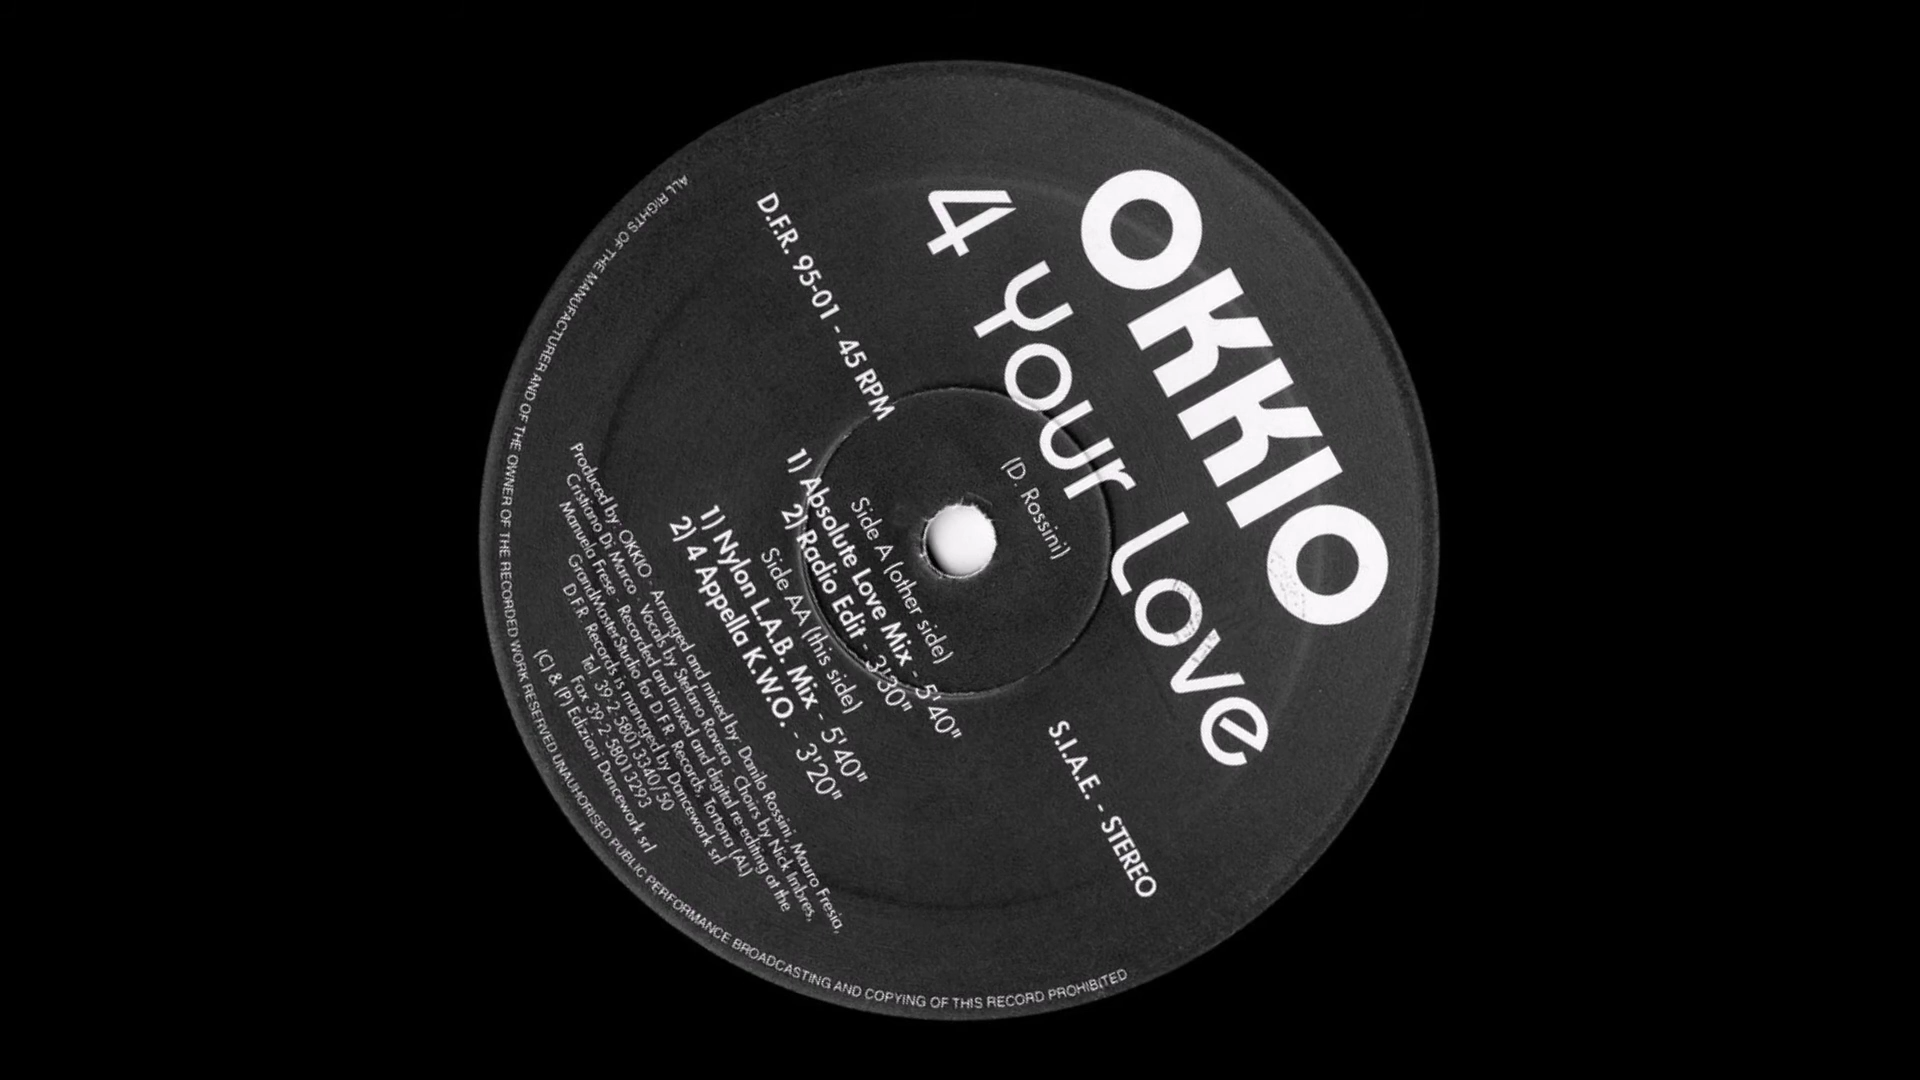 OKKIO
4 Your Love
(D. Rossini)
D.F.R. 95-01 - 45 RPM
S.I.A.E. - STEREO
Side A (other side)
1) Absolute Love Mix - 5'40"
2) Radio Edit - 3'30"
Side AA (this side)
1) Nylon L.A.B. Mix - 5'40"
2) 4 Appella K.W.O. - 3'20"
Produced by: OKKIO - Arranged and mixed by: Danilo Rossini, Mauro Fresia,
Cristiano Di Marco - Vocals by Stefano Ravera - Choirs by Nick Imbres,
Manuela Frese - Recorded and mixed and digital re-editing at the
GrandMasterStudio for D.F.R. Records, Tortona (AL)
D.F.R. Records is managed by Dancework srl
Tel. 39-2-58013340/50
Fax 39-2-58013293
(C) & (P) Edizioni Dancework srl
ALL RIGHTS OF THE MANUFACTURER AND OF THE OWNER OF THE RECORDED WORK RESERVED UNAUTHORISED PUBLIC PERFORMANCE BROADCASTING AND COPYING OF THIS RECORD PROHIBITED